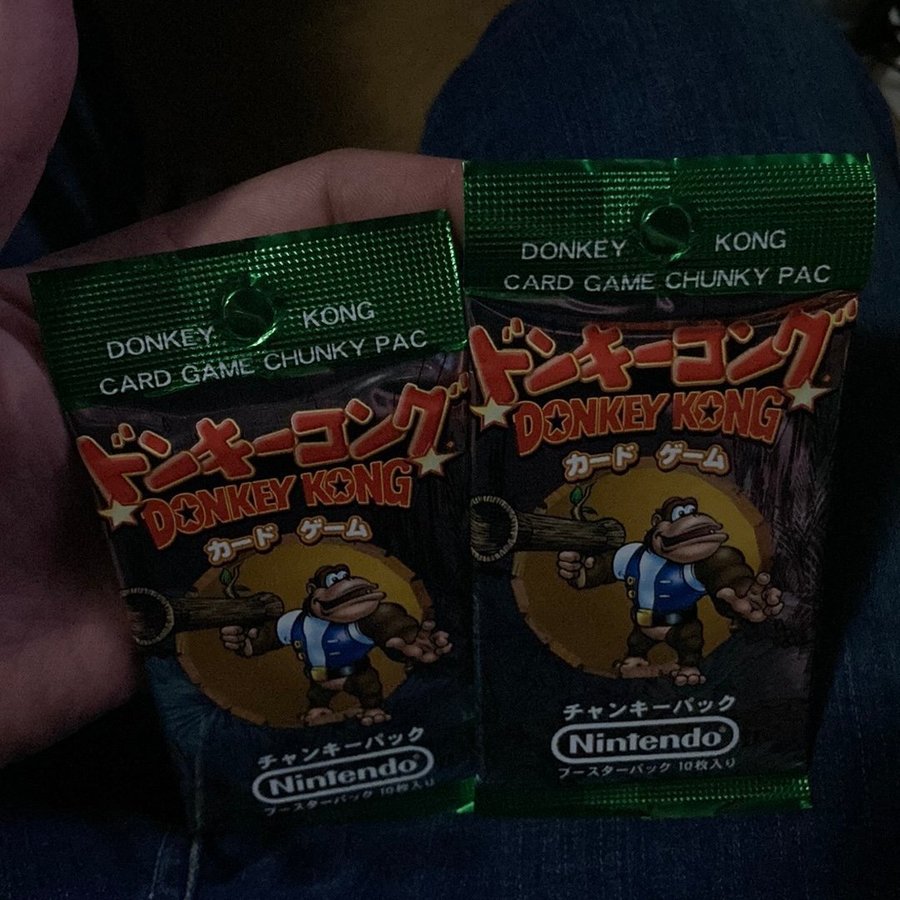 DONKEY KONG
CARD GAME CHUNKY PAC
ドンキーコング
DONKEY KONG
カード ゲーム
チャンキーパック
Nintendo
ブースターパック 10枚入り
DONKEY KONG
CARD GAME CHUNKY PAC
ドンキーコング
DONKEY KONG
カード ゲーム
チャンキーパック
Nintendo
ブースターパック 10枚入り